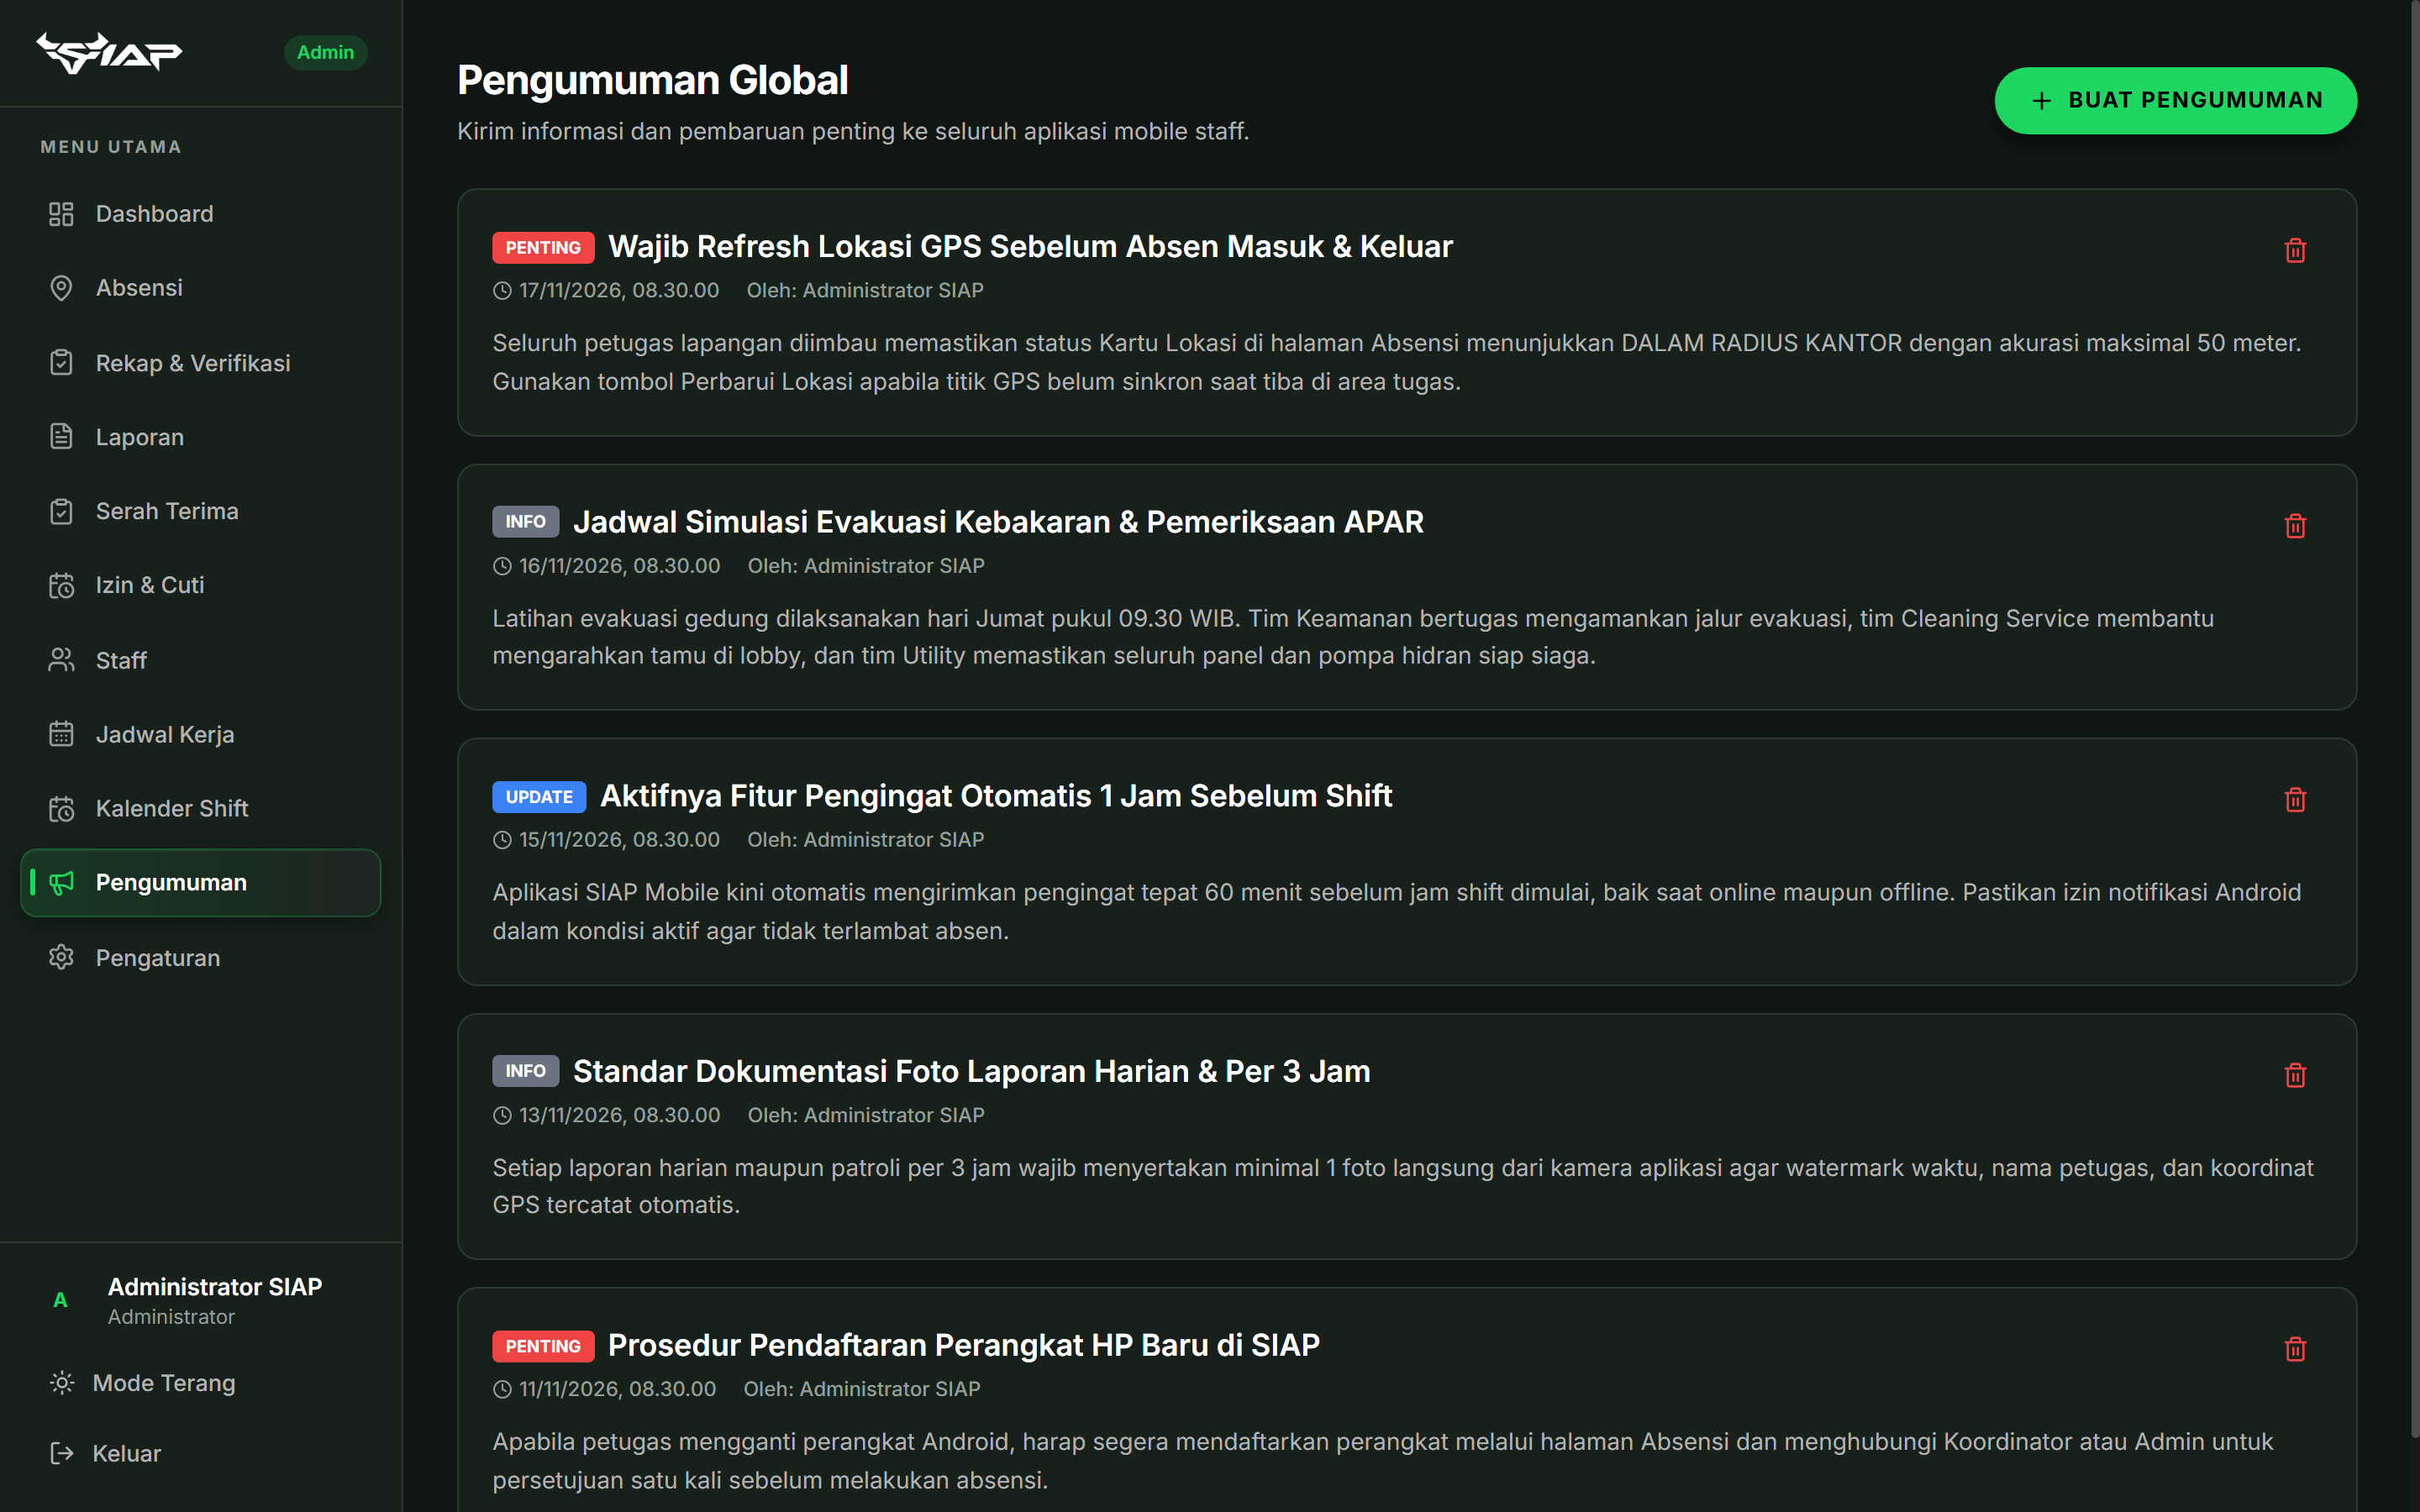 SIAP
Admin
MENU UTAMA
Dashboard
Absensi
Rekap & Verifikasi
Laporan
Serah Terima
Izin & Cuti
Staff
Jadwal Kerja
Kalender Shift
Pengumuman
Pengaturan
A
Administrator SIAP
Administrator
Mode Terang
Keluar
Pengumuman Global
Kirim informasi dan pembaruan penting ke seluruh aplikasi mobile staff.
+ BUAT PENGUMUMAN
PENTING Wajib Refresh Lokasi GPS Sebelum Absen Masuk & Keluar
17/11/2026, 08.30.00 Oleh: Administrator SIAP
Seluruh petugas lapangan diimbau memastikan status Kartu Lokasi di halaman Absensi menunjukkan DALAM RADIUS KANTOR dengan akurasi maksimal 50 meter.
Gunakan tombol Perbarui Lokasi apabila titik GPS belum sinkron saat tiba di area tugas.
INFO Jadwal Simulasi Evakuasi Kebakaran & Pemeriksaan APAR
16/11/2026, 08.30.00 Oleh: Administrator SIAP
Latihan evakuasi gedung dilaksanakan hari Jumat pukul 09.30 WIB. Tim Keamanan bertugas mengamankan jalur evakuasi, tim Cleaning Service membantu
mengarahkan tamu di lobby, dan tim Utility memastikan seluruh panel dan pompa hidran siap siaga.
UPDATE Aktifnya Fitur Pengingat Otomatis 1 Jam Sebelum Shift
15/11/2026, 08.30.00 Oleh: Administrator SIAP
Aplikasi SIAP Mobile kini otomatis mengirimkan pengingat tepat 60 menit sebelum jam shift dimulai, baik saat online maupun offline. Pastikan izin notifikasi Android
dalam kondisi aktif agar tidak terlambat absen.
INFO Standar Dokumentasi Foto Laporan Harian & Per 3 Jam
13/11/2026, 08.30.00 Oleh: Administrator SIAP
Setiap laporan harian maupun patroli per 3 jam wajib menyertakan minimal 1 foto langsung dari kamera aplikasi agar watermark waktu, nama petugas, dan koordinat
GPS tercatat otomatis.
PENTING Prosedur Pendaftaran Perangkat HP Baru di SIAP
11/11/2026, 08.30.00 Oleh: Administrator SIAP
Apabila petugas mengganti perangkat Android, harap segera mendaftarkan perangkat melalui halaman Absensi dan menghubungi Koordinator atau Admin untuk
persetujuan satu kali sebelum melakukan absensi.